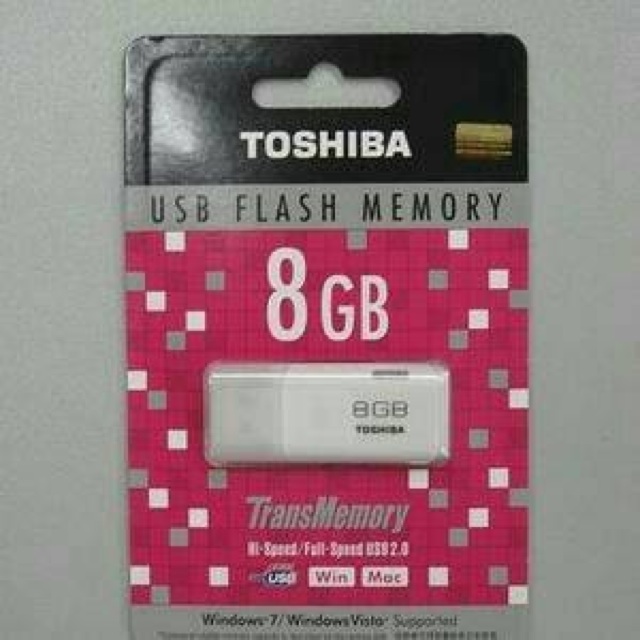 TOSHIBA
USB FLASH MEMORY
8GB
8GB
TOSHIBA
TransMemory
Hi-Speed/Full-Speed USB 2.0
USB Win Mac
Windows 7/Windows Vista Supported